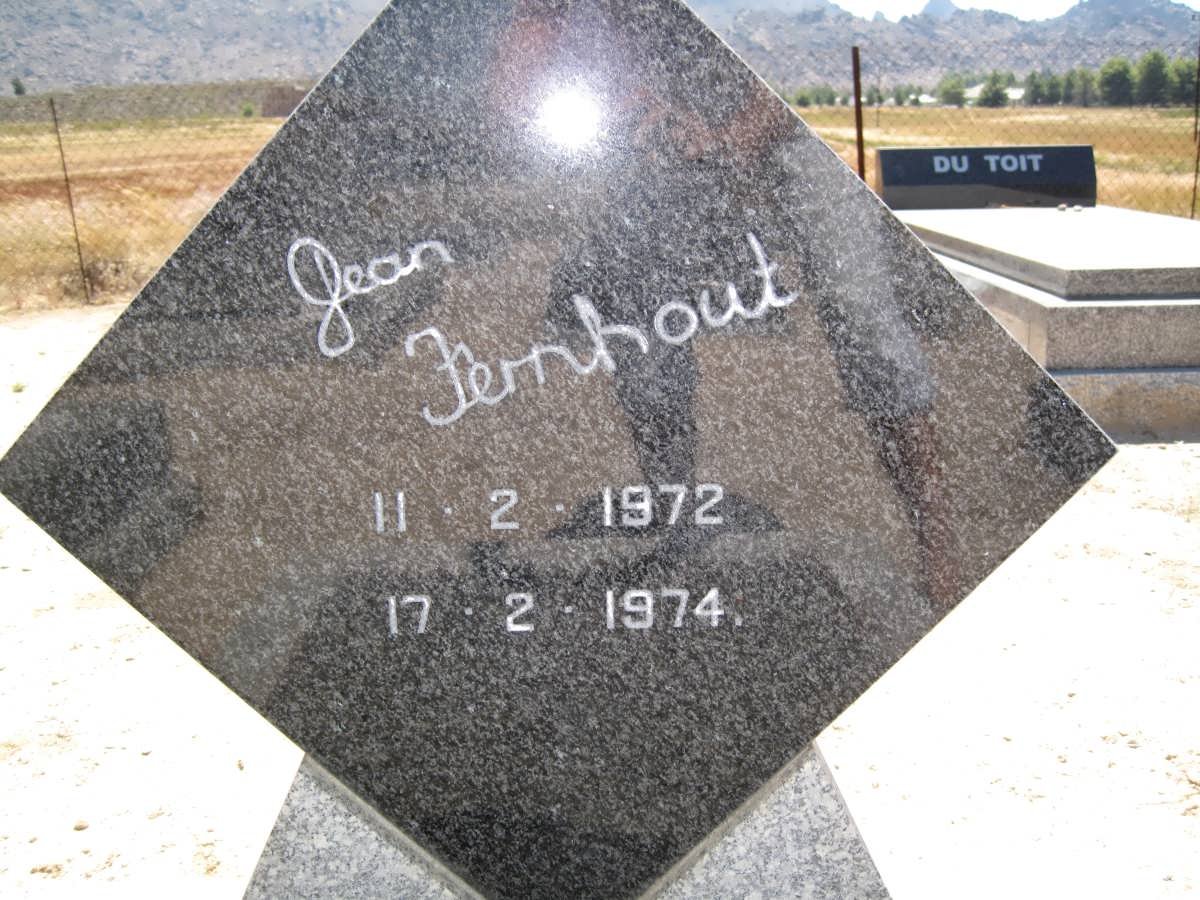 DU TOIT
Jean
Fernhout
11 · 2 · 1972
17 · 2 · 1974.